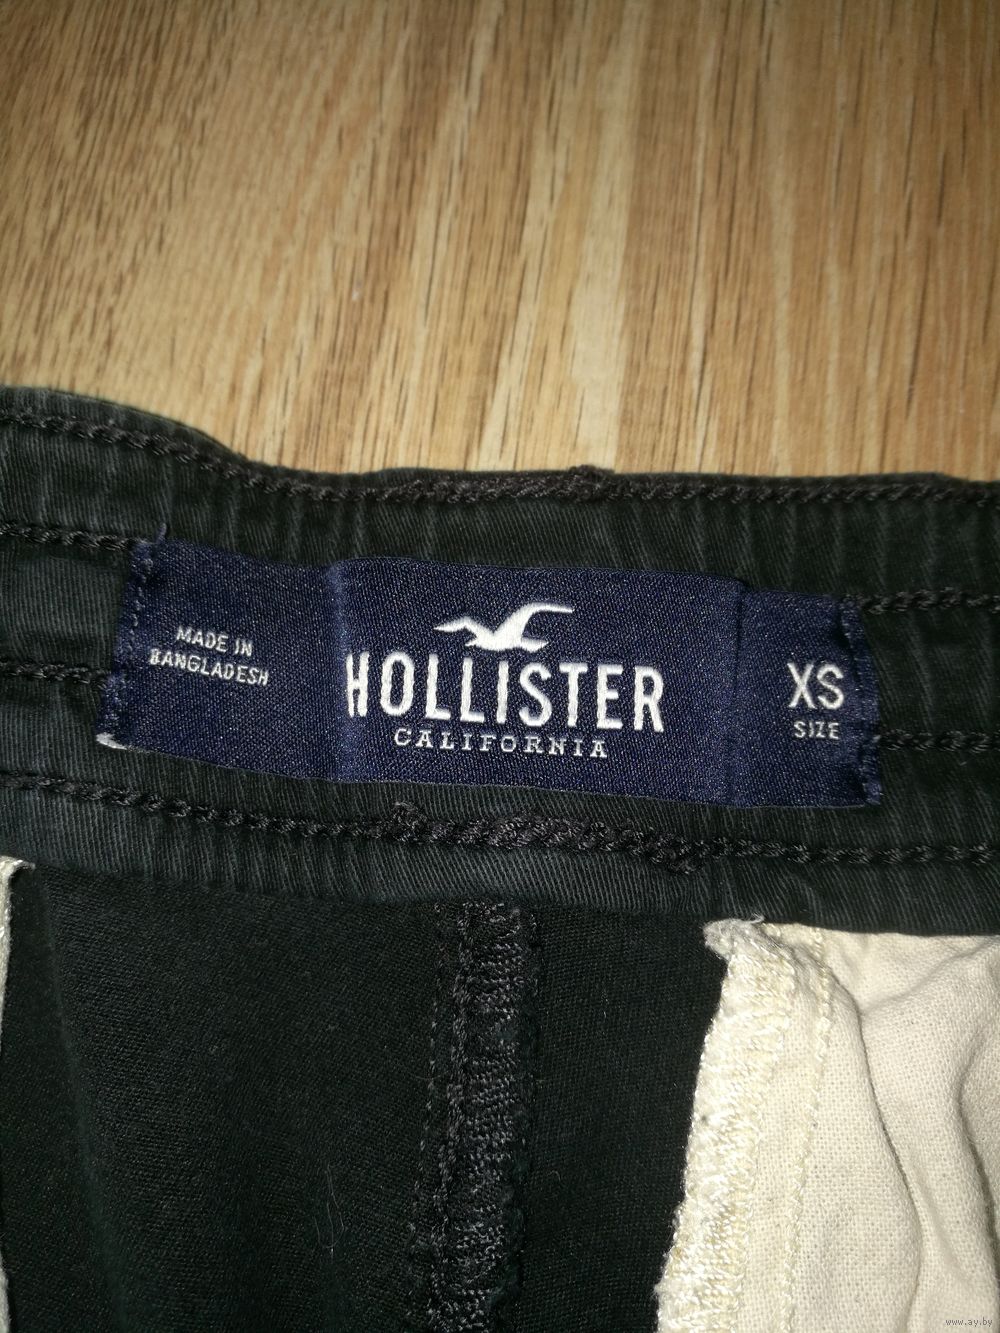 MADE IN
BANGLADESH
HOLLISTER
CALIFORNIA
XS
SIZE
www.ay.by